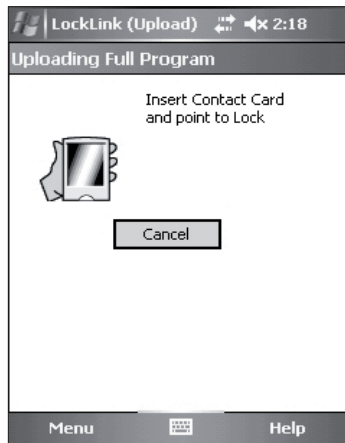 LockLink (Upload) 2:18
Uploading Full Program
Insert Contact Card
and point to Lock
Cancel
Menu Help